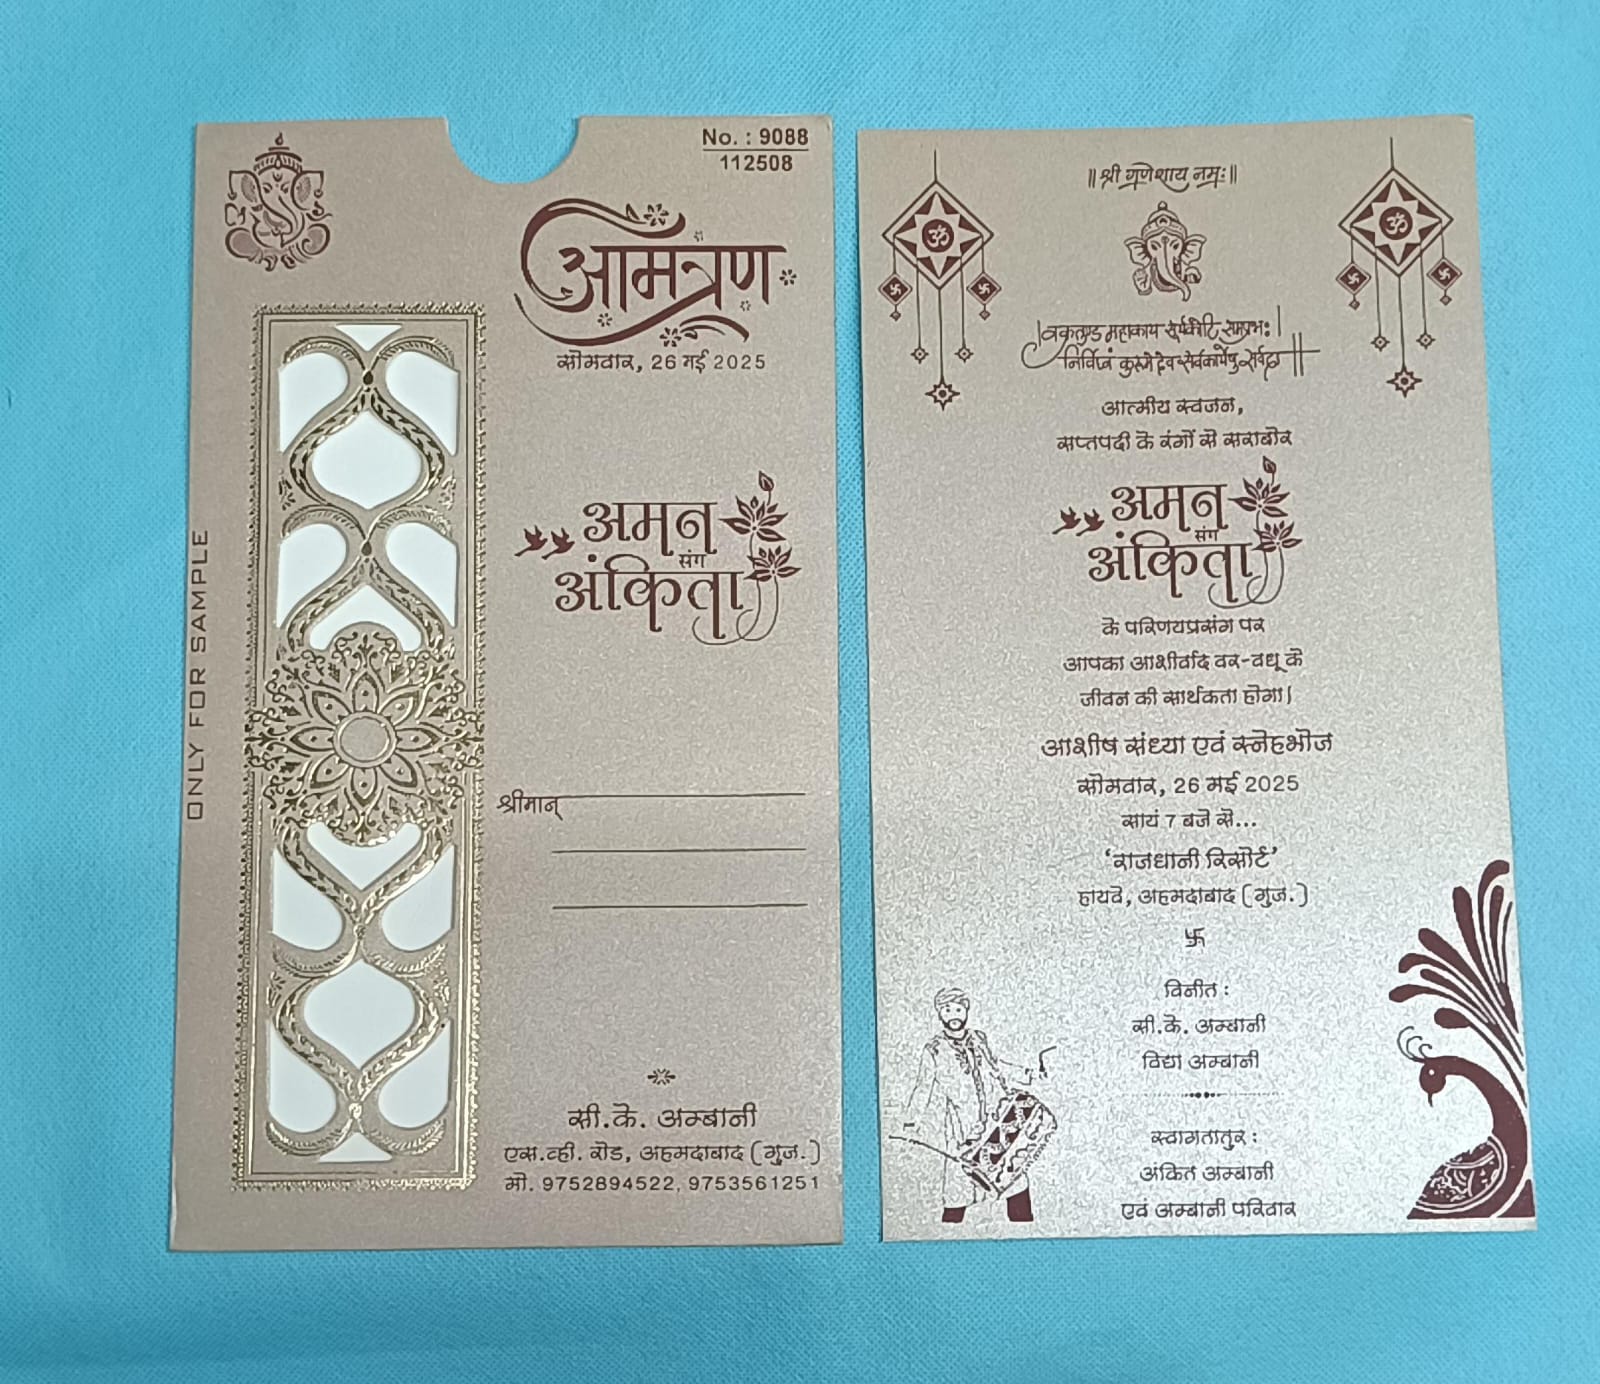 No. : 9088
112508
आमंत्रण
सोमवार, 26 मई 2025
अमन
संग
अंकिता
ONLY FOR SAMPLE
श्रीमान्
सी.के. अम्बानी
एस.व्ही. रोड, अहमदाबाद (गुज.)
मो. 9752894522, 9753561251
॥ श्री गणेशाय नमः ॥
ॐ
ॐ
वक्रतुण्ड महाकाय सूर्यकोटि समप्रभः।
निर्विघ्नं कुरुमे देव सर्वकार्येषु सर्वदा॥
आत्मीय स्वजन,
सप्तपदी के रंगों से सराबोर
अमन
संग
अंकिता
के परिणयप्रसंग पर
आपका आशीर्वाद वर-वधू के
जीवन की सार्थकता होगा।
आशीष संध्या एवं स्नेहभोज
सोमवार, 26 मई 2025
सायं 7 बजे से...
‘राजधानी रिसोर्ट’
हायवे, अहमदाबाद (गुज.)
卐
विनीत :
सी.के. अम्बानी
विद्या अम्बानी
स्वागतातुर :
अंकित अम्बानी
एवं अम्बानी परिवार